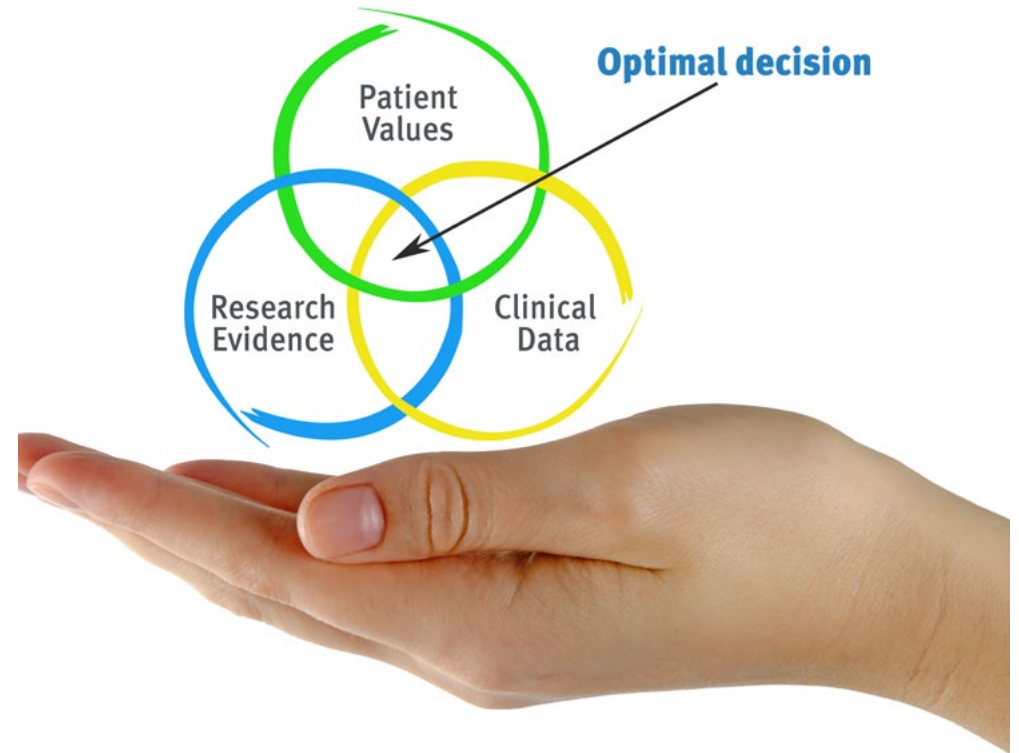 Optimal decision
Patient
Values
Research
Evidence
Clinical
Data